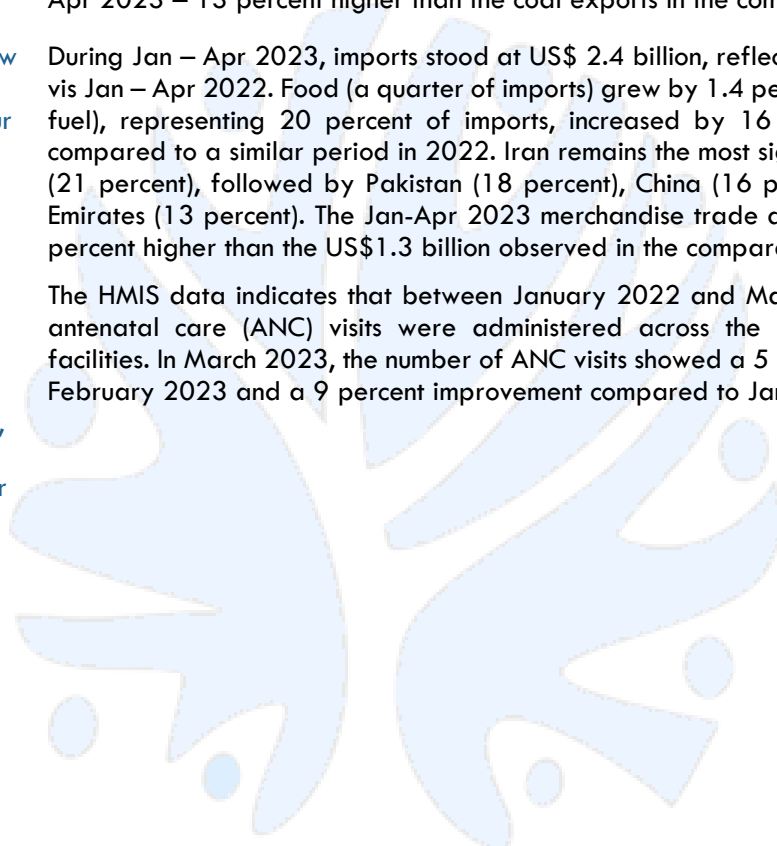 Apr 2023 – 13 percent higher than the coal exports in the com
w
During Jan – Apr 2023, imports stood at US$ 2.4 billion, reflec
vis Jan – Apr 2022. Food (a quarter of imports) grew by 1.4 pe
ur
fuel), representing 20 percent of imports, increased by 16
compared to a similar period in 2022. Iran remains the most sig
(21 percent), followed by Pakistan (18 percent), China (16 p
Emirates (13 percent). The Jan-Apr 2023 merchandise trade d
percent higher than the US$1.3 billion observed in the compar
The HMIS data indicates that between January 2022 and Ma
antenatal care (ANC) visits were administered across the
facilities. In March 2023, the number of ANC visits showed a 5
February 2023 and a 9 percent improvement compared to Jan
,
r